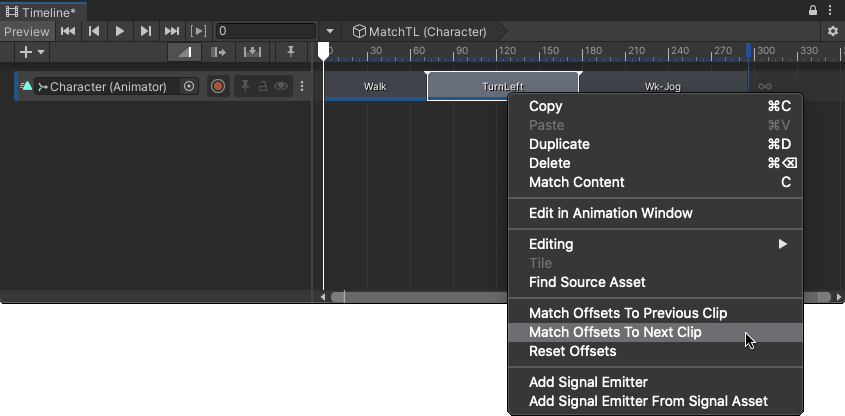 Timeline*
Preview
0
MatchTL (Character)
0 30 60 90 120 150 180 210 240 270 300 330
Character (Animator)
Walk
TurnLeft
Wk-Jog
Copy ⌘C
Paste ⌘V
Duplicate ⌘D
Delete ⌘⌫
Match Content C
Edit in Animation Window
Editing
Tile
Find Source Asset
Match Offsets To Previous Clip
Match Offsets To Next Clip
Reset Offsets
Add Signal Emitter
Add Signal Emitter From Signal Asset